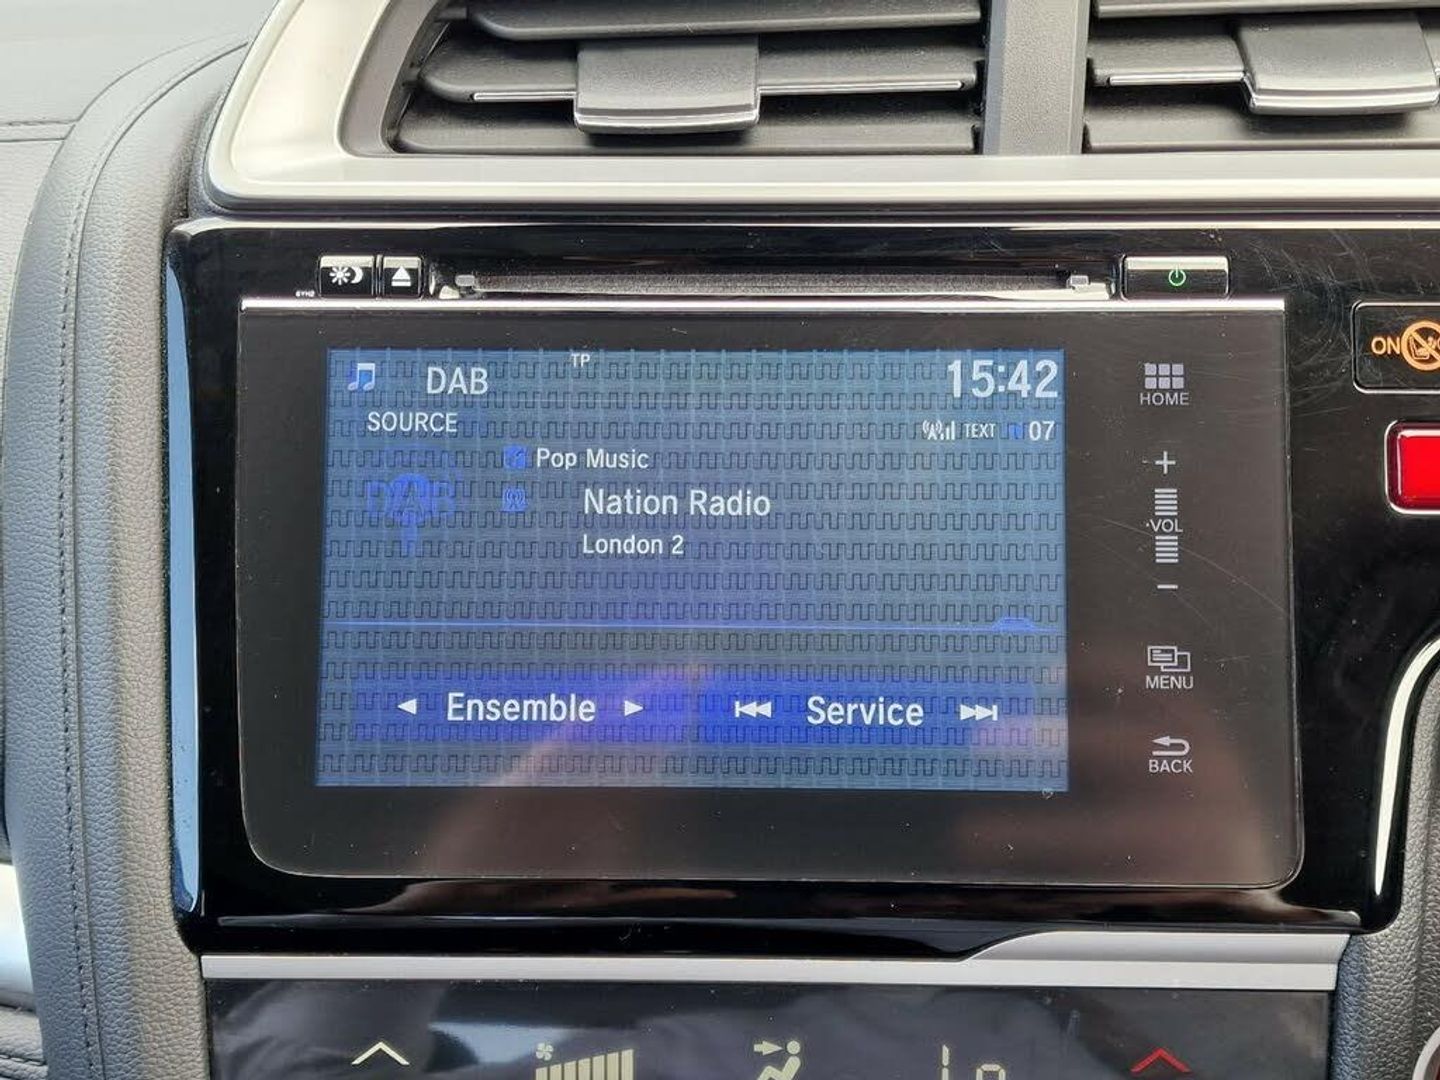 TP
DAB
15:42
SOURCE
TEXT
07
Pop Music
Nation Radio
London 2
Ensemble
Service
HOME
+
VOL
−
MENU
BACK
ON